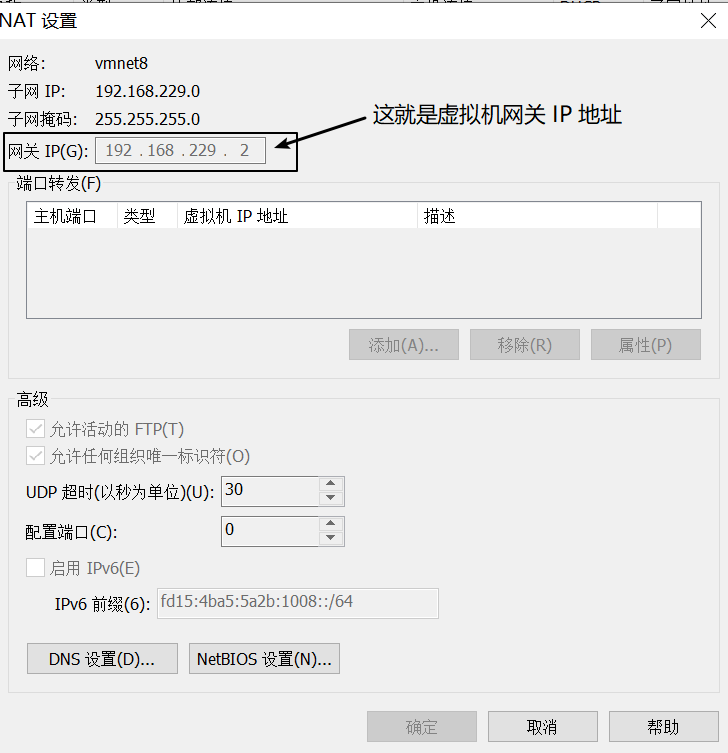 NAT 设置
网络: vmnet8
子网 IP: 192.168.229.0
子网掩码: 255.255.255.0
这就是虚拟机网关 IP 地址
网关 IP(G): 192 . 168 . 229 . 2
端口转发(F)
主机端口 类型 虚拟机 IP 地址 描述
添加(A)... 移除(R) 属性(P)
高级
允许活动的 FTP(T)
允许任何组织唯一标识符(O)
UDP 超时(以秒为单位)(U): 30
配置端口(C): 0
启用 IPv6(E)
IPv6 前缀(6): fd15:4ba5:5a2b:1008::/64
DNS 设置(D)... NetBIOS 设置(N)...
确定 取消 帮助